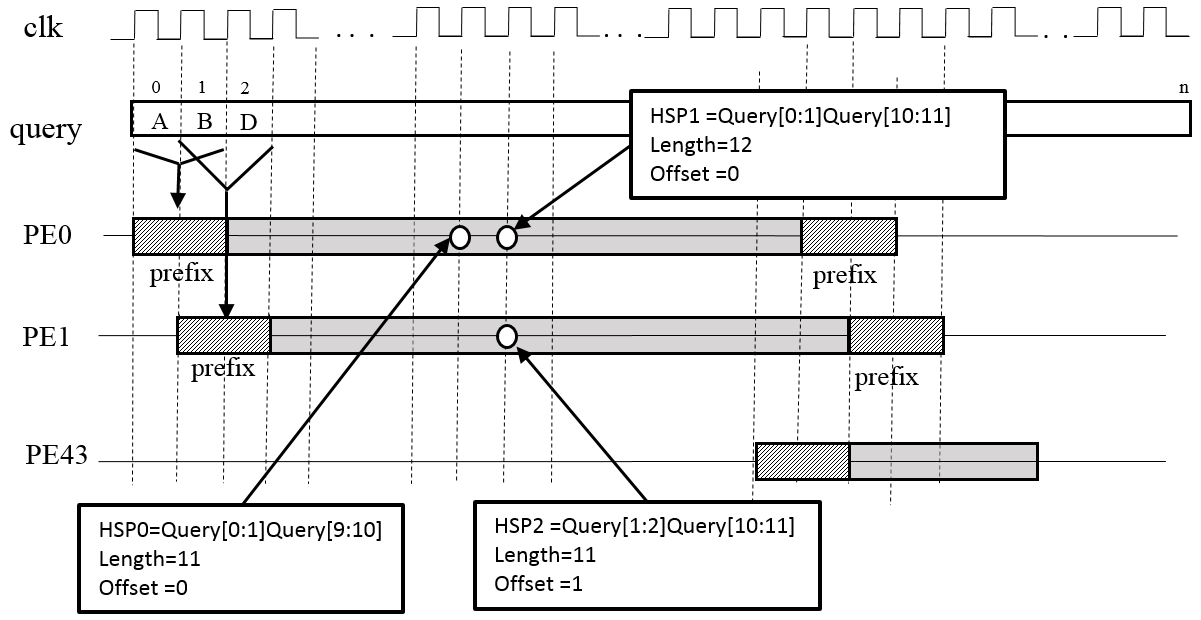 clk
. . .
. . .
. .
0 1 2 n
query
A B D
HSP1 =Query[0:1]Query[10:11]
Length=12
Offset =0
PE0
prefix prefix
PE1
prefix prefix
PE43
HSP0=Query[0:1]Query[9:10]
Length=11
Offset =0
HSP2 =Query[1:2]Query[10:11]
Length=11
Offset =1